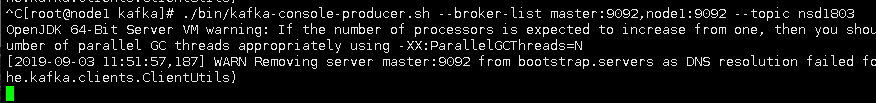 ^C[root@node1 kafka]# ./bin/kafka-console-producer.sh --broker-list master:9092,node1:9092 --topic nsd1803
OpenJDK 64-Bit Server VM warning: If the number of processors is expected to increase from one, then you shou
umber of parallel GC threads appropriately using -XX:ParallelGCThreads=N
[2019-09-03 11:51:57,187] WARN Removing server master:9092 from bootstrap.servers as DNS resolution failed fo
he.kafka.clients.ClientUtils)